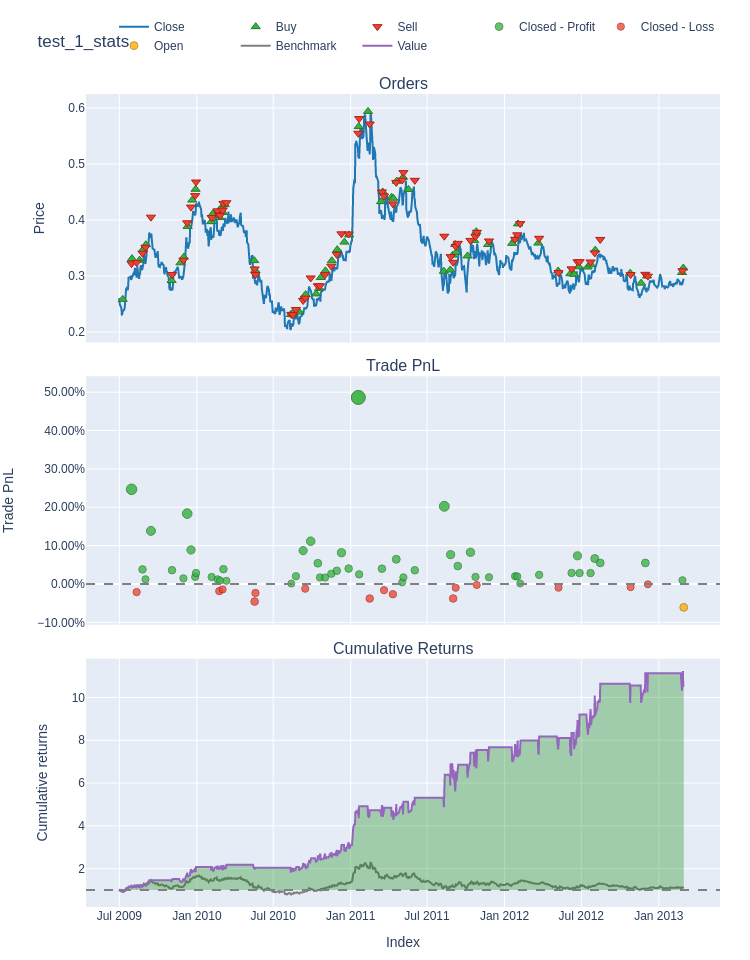 test_1_stats
Close Buy Sell Closed - Profit Closed - Loss
Open Benchmark Value
Orders
0.6
0.5
0.4
0.3
0.2
Price
Trade PnL
50.00%
40.00%
30.00%
20.00%
10.00%
0.00%
−10.00%
Trade PnL
Cumulative Returns
10
8
6
4
2
Cumulative returns
Jul 2009 Jan 2010 Jul 2010 Jan 2011 Jul 2011 Jan 2012 Jul 2012 Jan 2013
Index